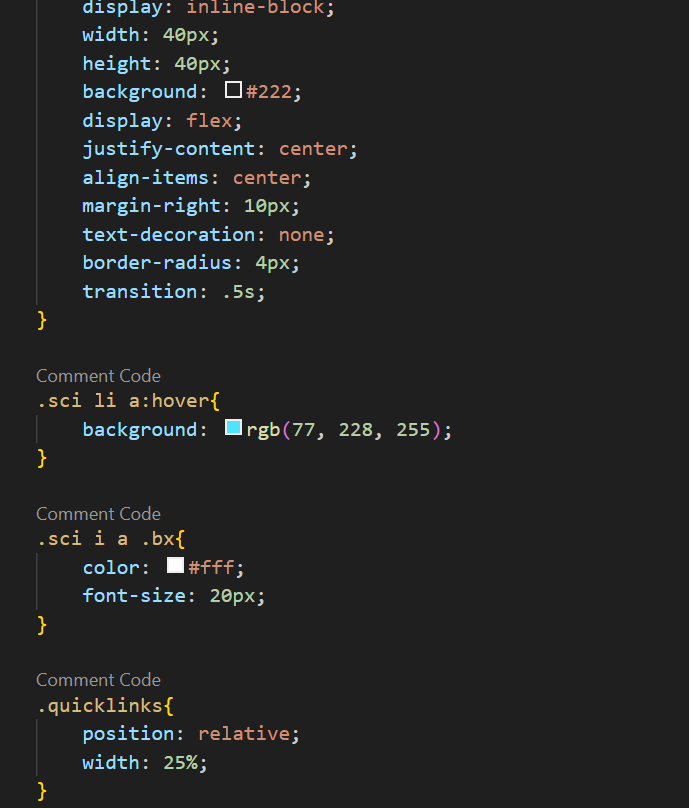 display: inline-block;
width: 40px;
height: 40px;
background: #222;
display: flex;
justify-content: center;
align-items: center;
margin-right: 10px;
text-decoration: none;
border-radius: 4px;
transition: .5s;
}
Comment Code
.sci li a:hover{
background: rgb(77, 228, 255);
}
Comment Code
.sci i a .bx{
color: #fff;
font-size: 20px;
}
Comment Code
.quicklinks{
position: relative;
width: 25%;
}